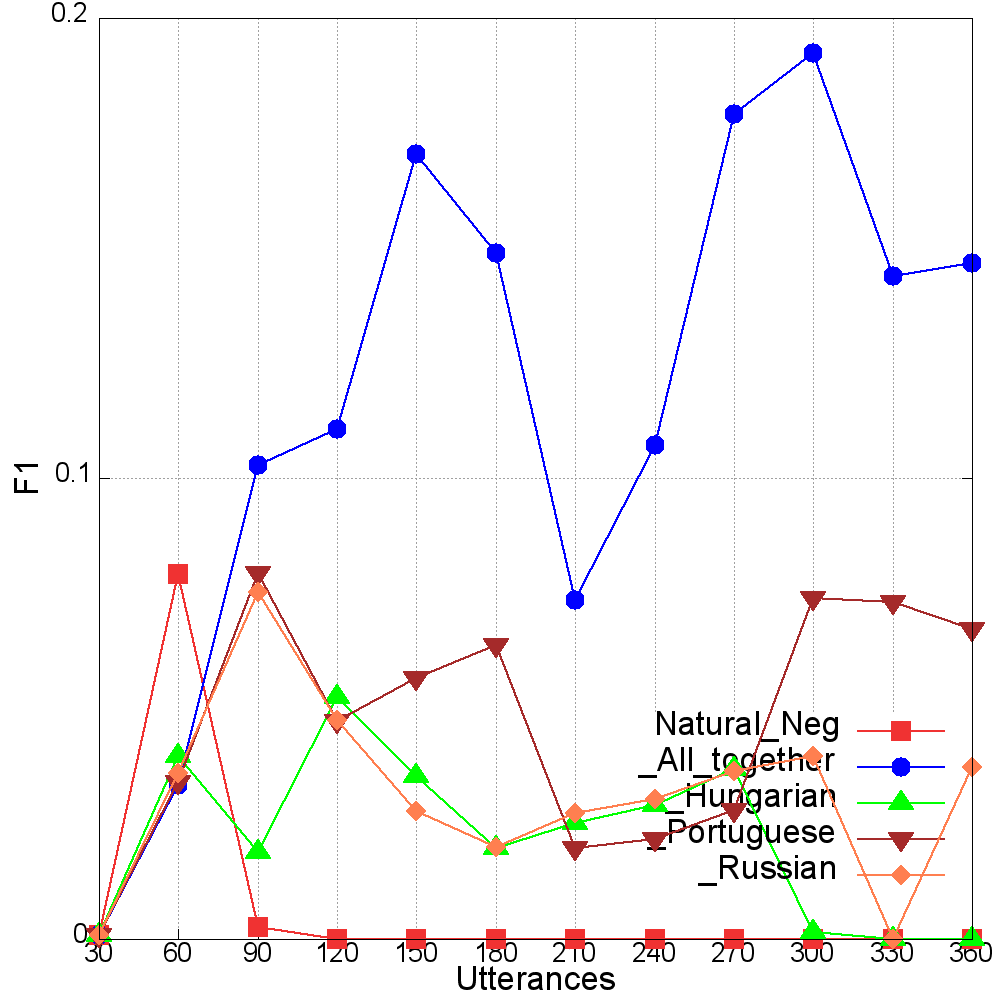 0.2
0.1
0
F1
Natural_Neg
_All_together
_Hungarian
_Portuguese
_Russian
30 60 90 120 150 180 210 240 270 300 330 360
Utterances